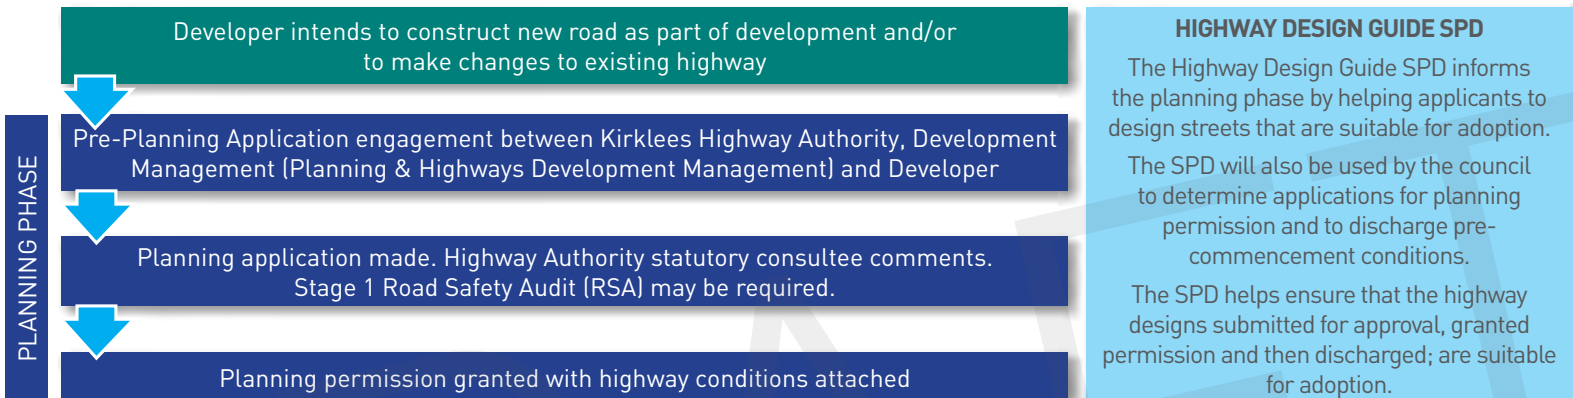 Developer intends to construct new road as part of development and/or
to make changes to existing highway
PLANNING PHASE
Pre-Planning Application engagement between Kirklees Highway Authority, Development
Management (Planning & Highways Development Management) and Developer
Planning application made. Highway Authority statutory consultee comments.
Stage 1 Road Safety Audit (RSA) may be required.
Planning permission granted with highway conditions attached
HIGHWAY DESIGN GUIDE SPD
The Highway Design Guide SPD informs
the planning phase by helping applicants to
design streets that are suitable for adoption.
The SPD will also be used by the council
to determine applications for planning
permission and to discharge pre-
commencement conditions.
The SPD helps ensure that the highway
designs submitted for approval, granted
permission and then discharged; are suitable
for adoption.